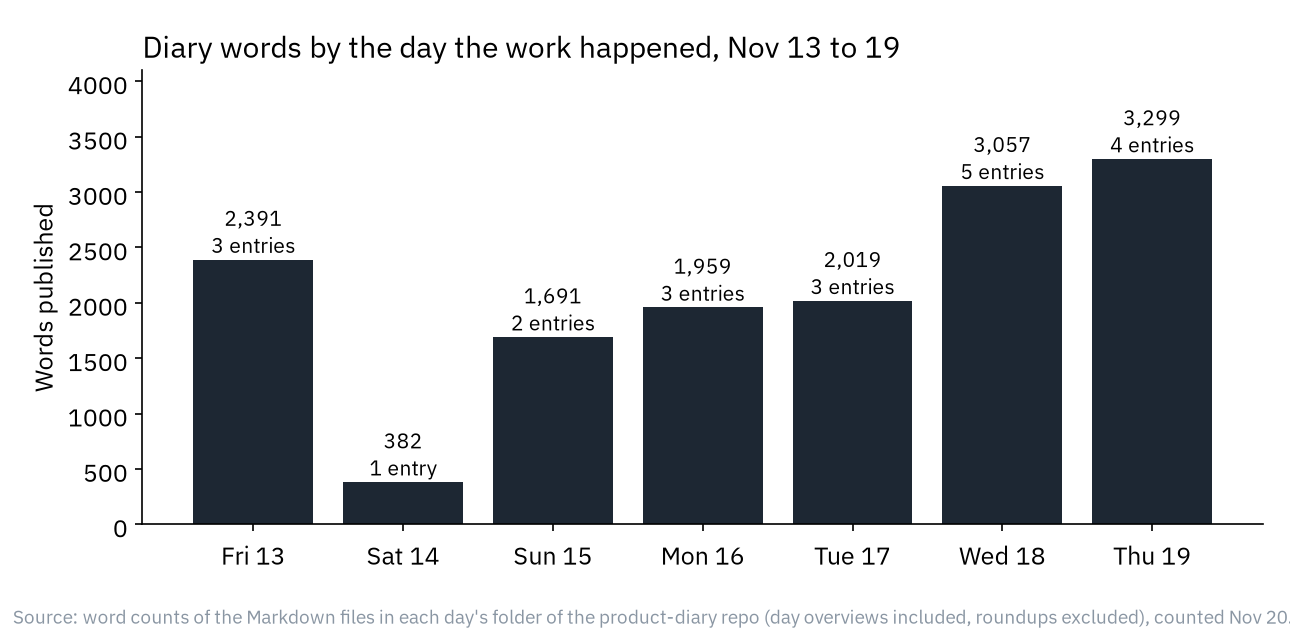 Diary words by the day the work happened, Nov 13 to 19
Words published
4000
3500
3000
2500
2000
1500
1000
500
0
2,391
3 entries
382
1 entry
1,691
2 entries
1,959
3 entries
2,019
3 entries
3,057
5 entries
3,299
4 entries
Fri 13
Sat 14
Sun 15
Mon 16
Tue 17
Wed 18
Thu 19
Source: word counts of the Markdown files in each day's folder of the product-diary repo (day overviews included, roundups excluded), counted Nov 20.